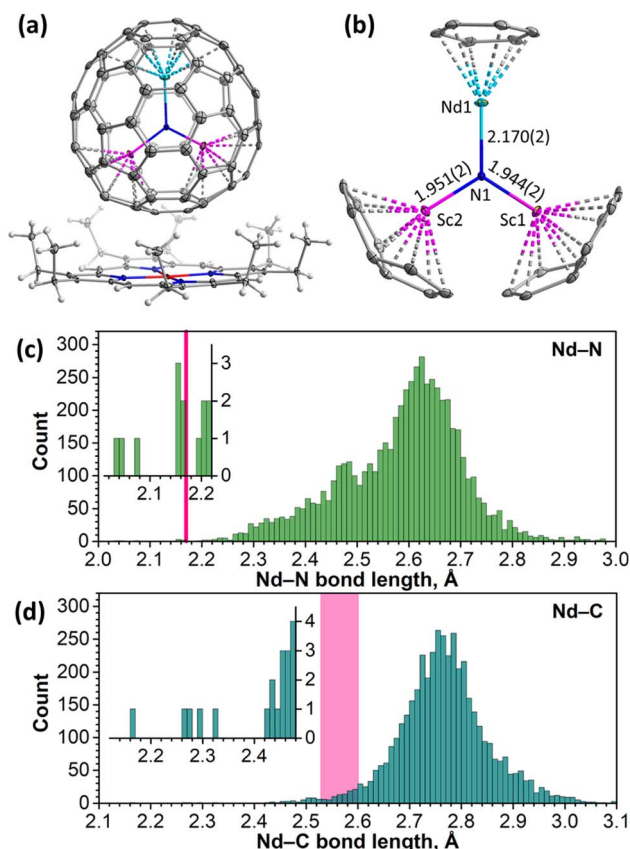 (a)
(b)
Nd1
2.170(2)
1.951(2)
1.944(2)
N1
Sc2
Sc1
(c)
Nd–N
Count
300
250
200
150
100
50
0
3
2
1
0
2.1
2.2
2.0 2.1 2.2 2.3 2.4 2.5 2.6 2.7 2.8 2.9 3.0
Nd–N bond length, Å
(d)
Nd–C
Count
300
250
200
150
100
50
0
4
3
2
1
0
2.2 2.3 2.4
2.1 2.2 2.3 2.4 2.5 2.6 2.7 2.8 2.9 3.0 3.1
Nd–C bond length, Å